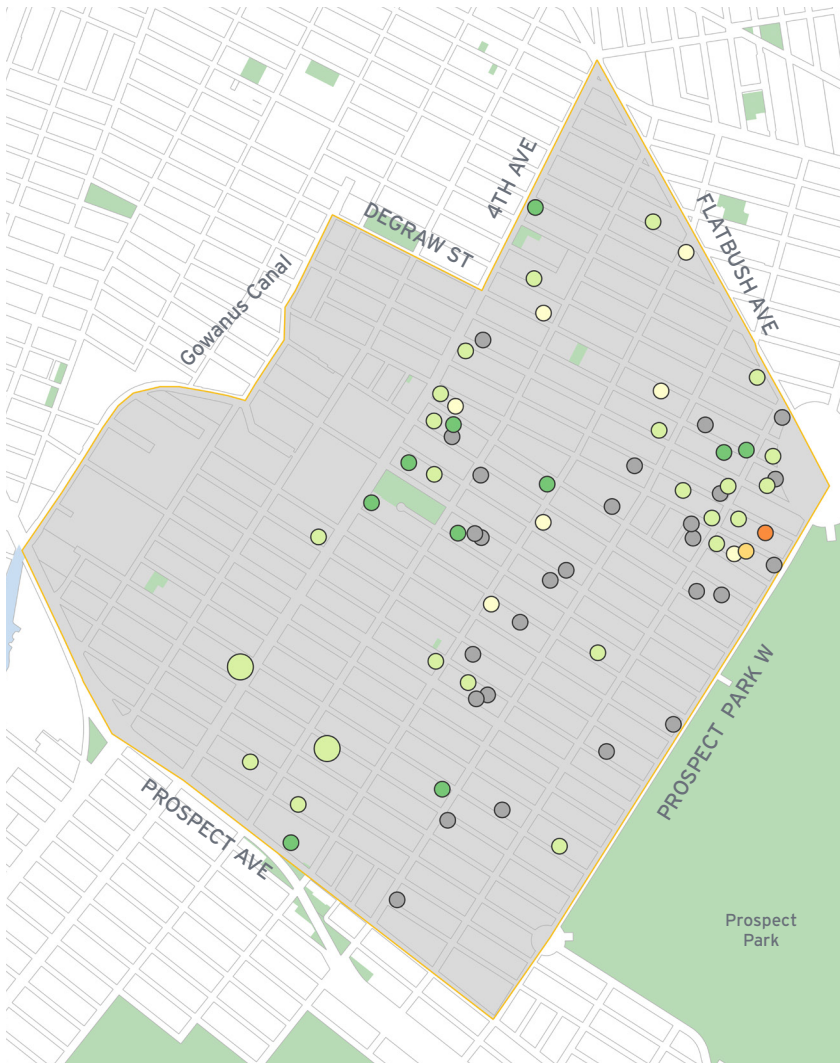 4TH AVE
DEGRAW ST
FLATBUSH AVE
Gowanus Canal
PROSPECT PARK W
PROSPECT AVE
Prospect
Park